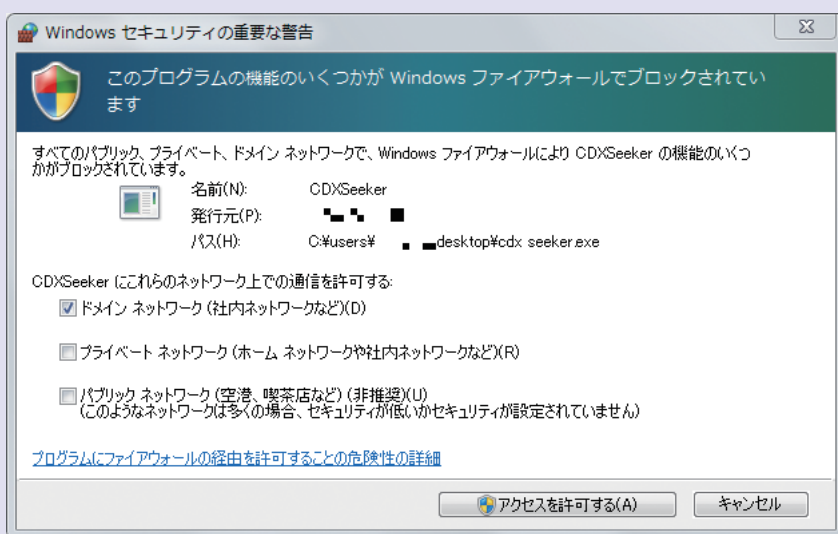 Windows セキュリティの重要な警告
このプログラムの機能のいくつかが Windows ファイアウォールでブロックされてい
ます
すべてのパブリック、プライベート、ドメイン ネットワークで、Windows ファイアウォールにより CDXSeeker の機能のいくつ
かがブロックされています。
名前(N): CDXSeeker
発行元(P):
パス(H): C:¥users¥ desktop¥cdx seeker.exe
CDXSeeker にこれらのネットワーク上での通信を許可する:
ドメイン ネットワーク (社内ネットワークなど)(D)
プライベート ネットワーク (ホーム ネットワークや社内ネットワークなど)(R)
パブリック ネットワーク (空港、喫茶店など) (非推奨)(U)
(このようなネットワークは多くの場合、セキュリティが低いかセキュリティが設定されていません)
プログラムにファイアウォールの経由を許可することの危険性の詳細
アクセスを許可する(A) キャンセル